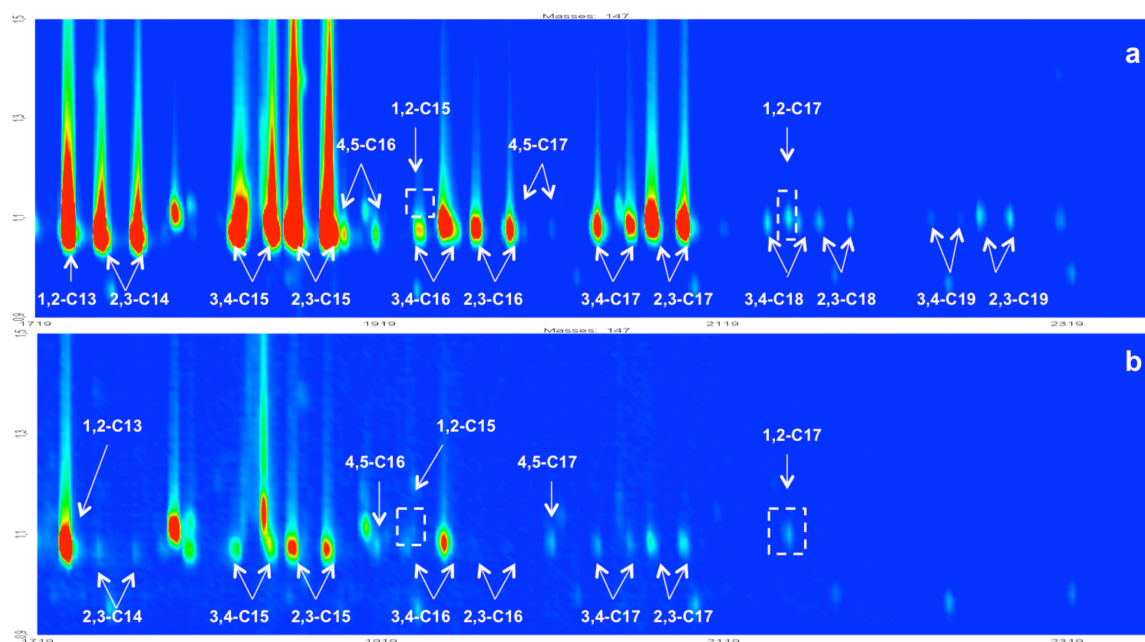 Masses: 147
1,5
a
1,3
1,2-C15
1,2-C17
4,5-C16
4,5-C17
1,1
1,2-C13 2,3-C14 3,4-C15 2,3-C15 3,4-C16 2,3-C16 3,4-C17 2,3-C17 3,4-C18 2,3-C18 3,4-C19 2,3-C19
0,9
1719 1919 2119 2319
Masses: 147
1,5
b
1,3
1,2-C13
1,2-C15
1,2-C17
4,5-C16
4,5-C17
1,1
2,3-C14 3,4-C15 2,3-C15 3,4-C16 2,3-C16 3,4-C17 2,3-C17
0,9
1719 1919 2119 2319